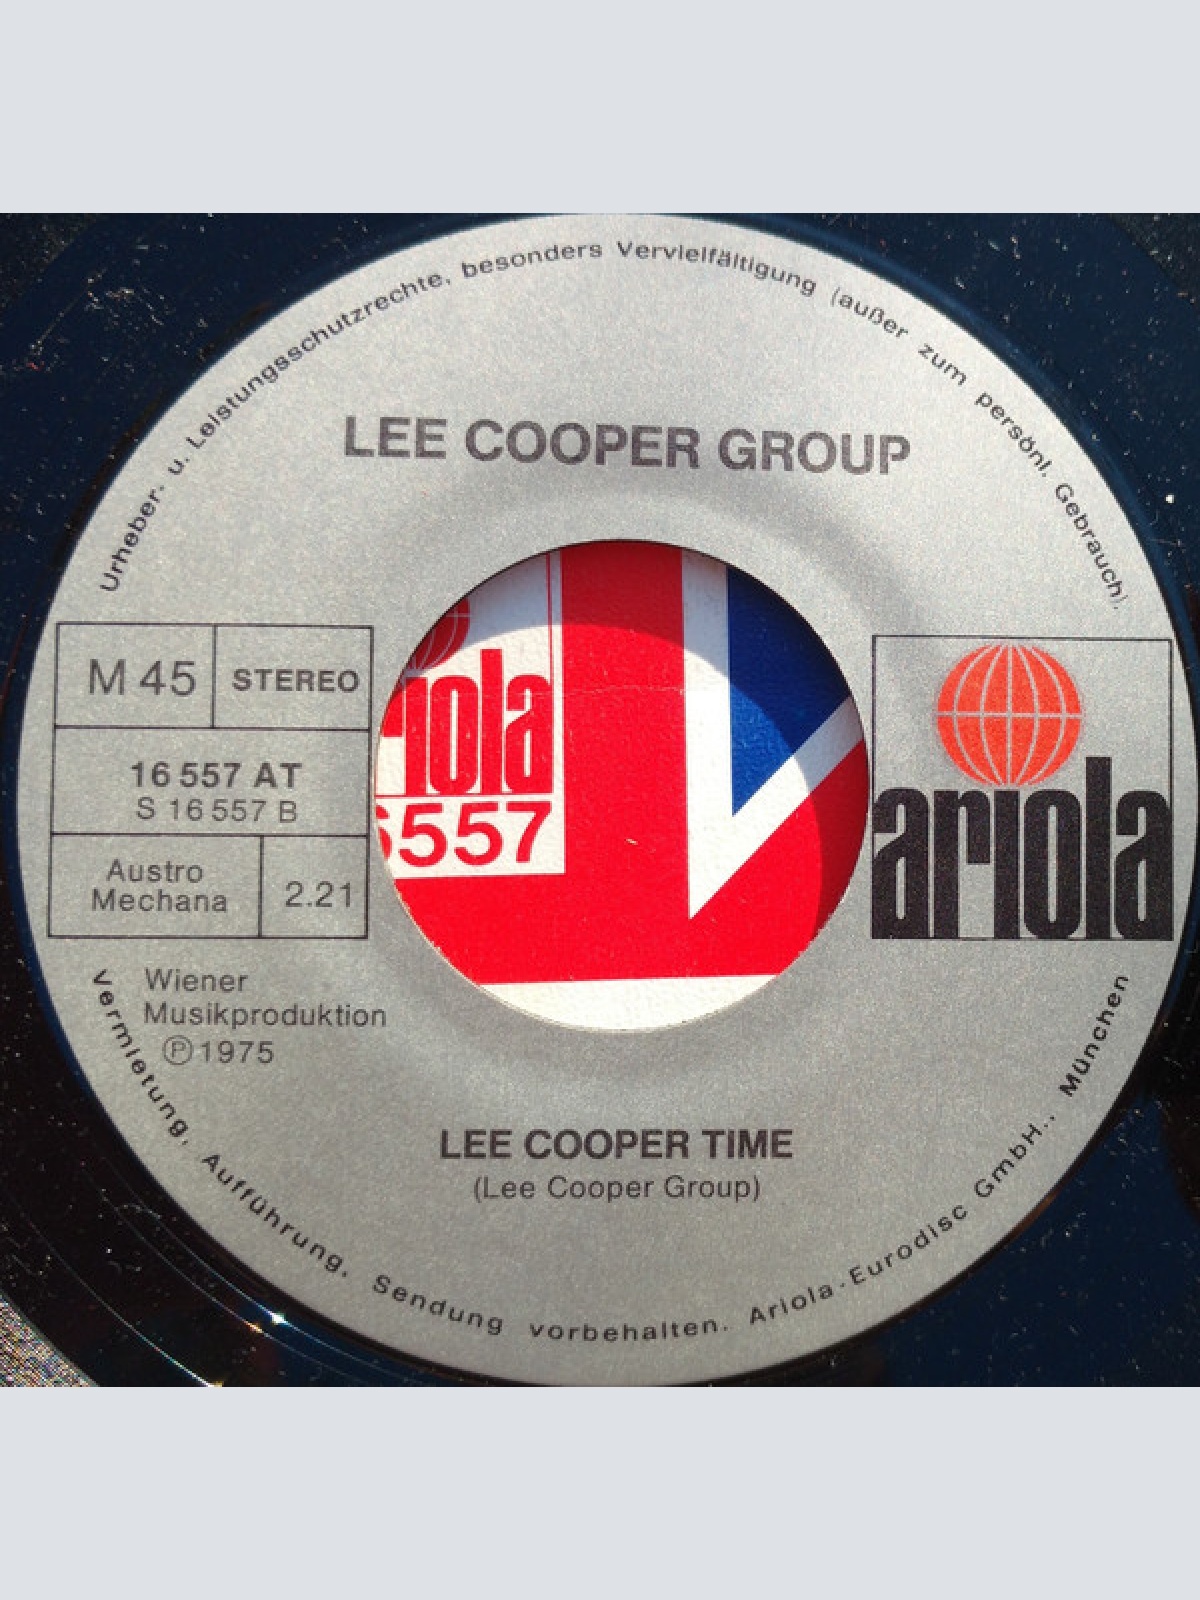 Urheber- u. Leistungsschutzrechte, besonders Vervielfältigung (außer zum persönl. Gebrauch),
LEE COOPER GROUP
M 45
STEREO
16 557 AT
S 16 557 B
Austro
Mechana
2.21
ariola
6557
ariola
Wiener
Musikproduktion
Ⓟ 1975
LEE COOPER TIME
(Lee Cooper Group)
Vermietung, Aufführung, Sendung vorbehalten. Ariola-Eurodisc GmbH., München